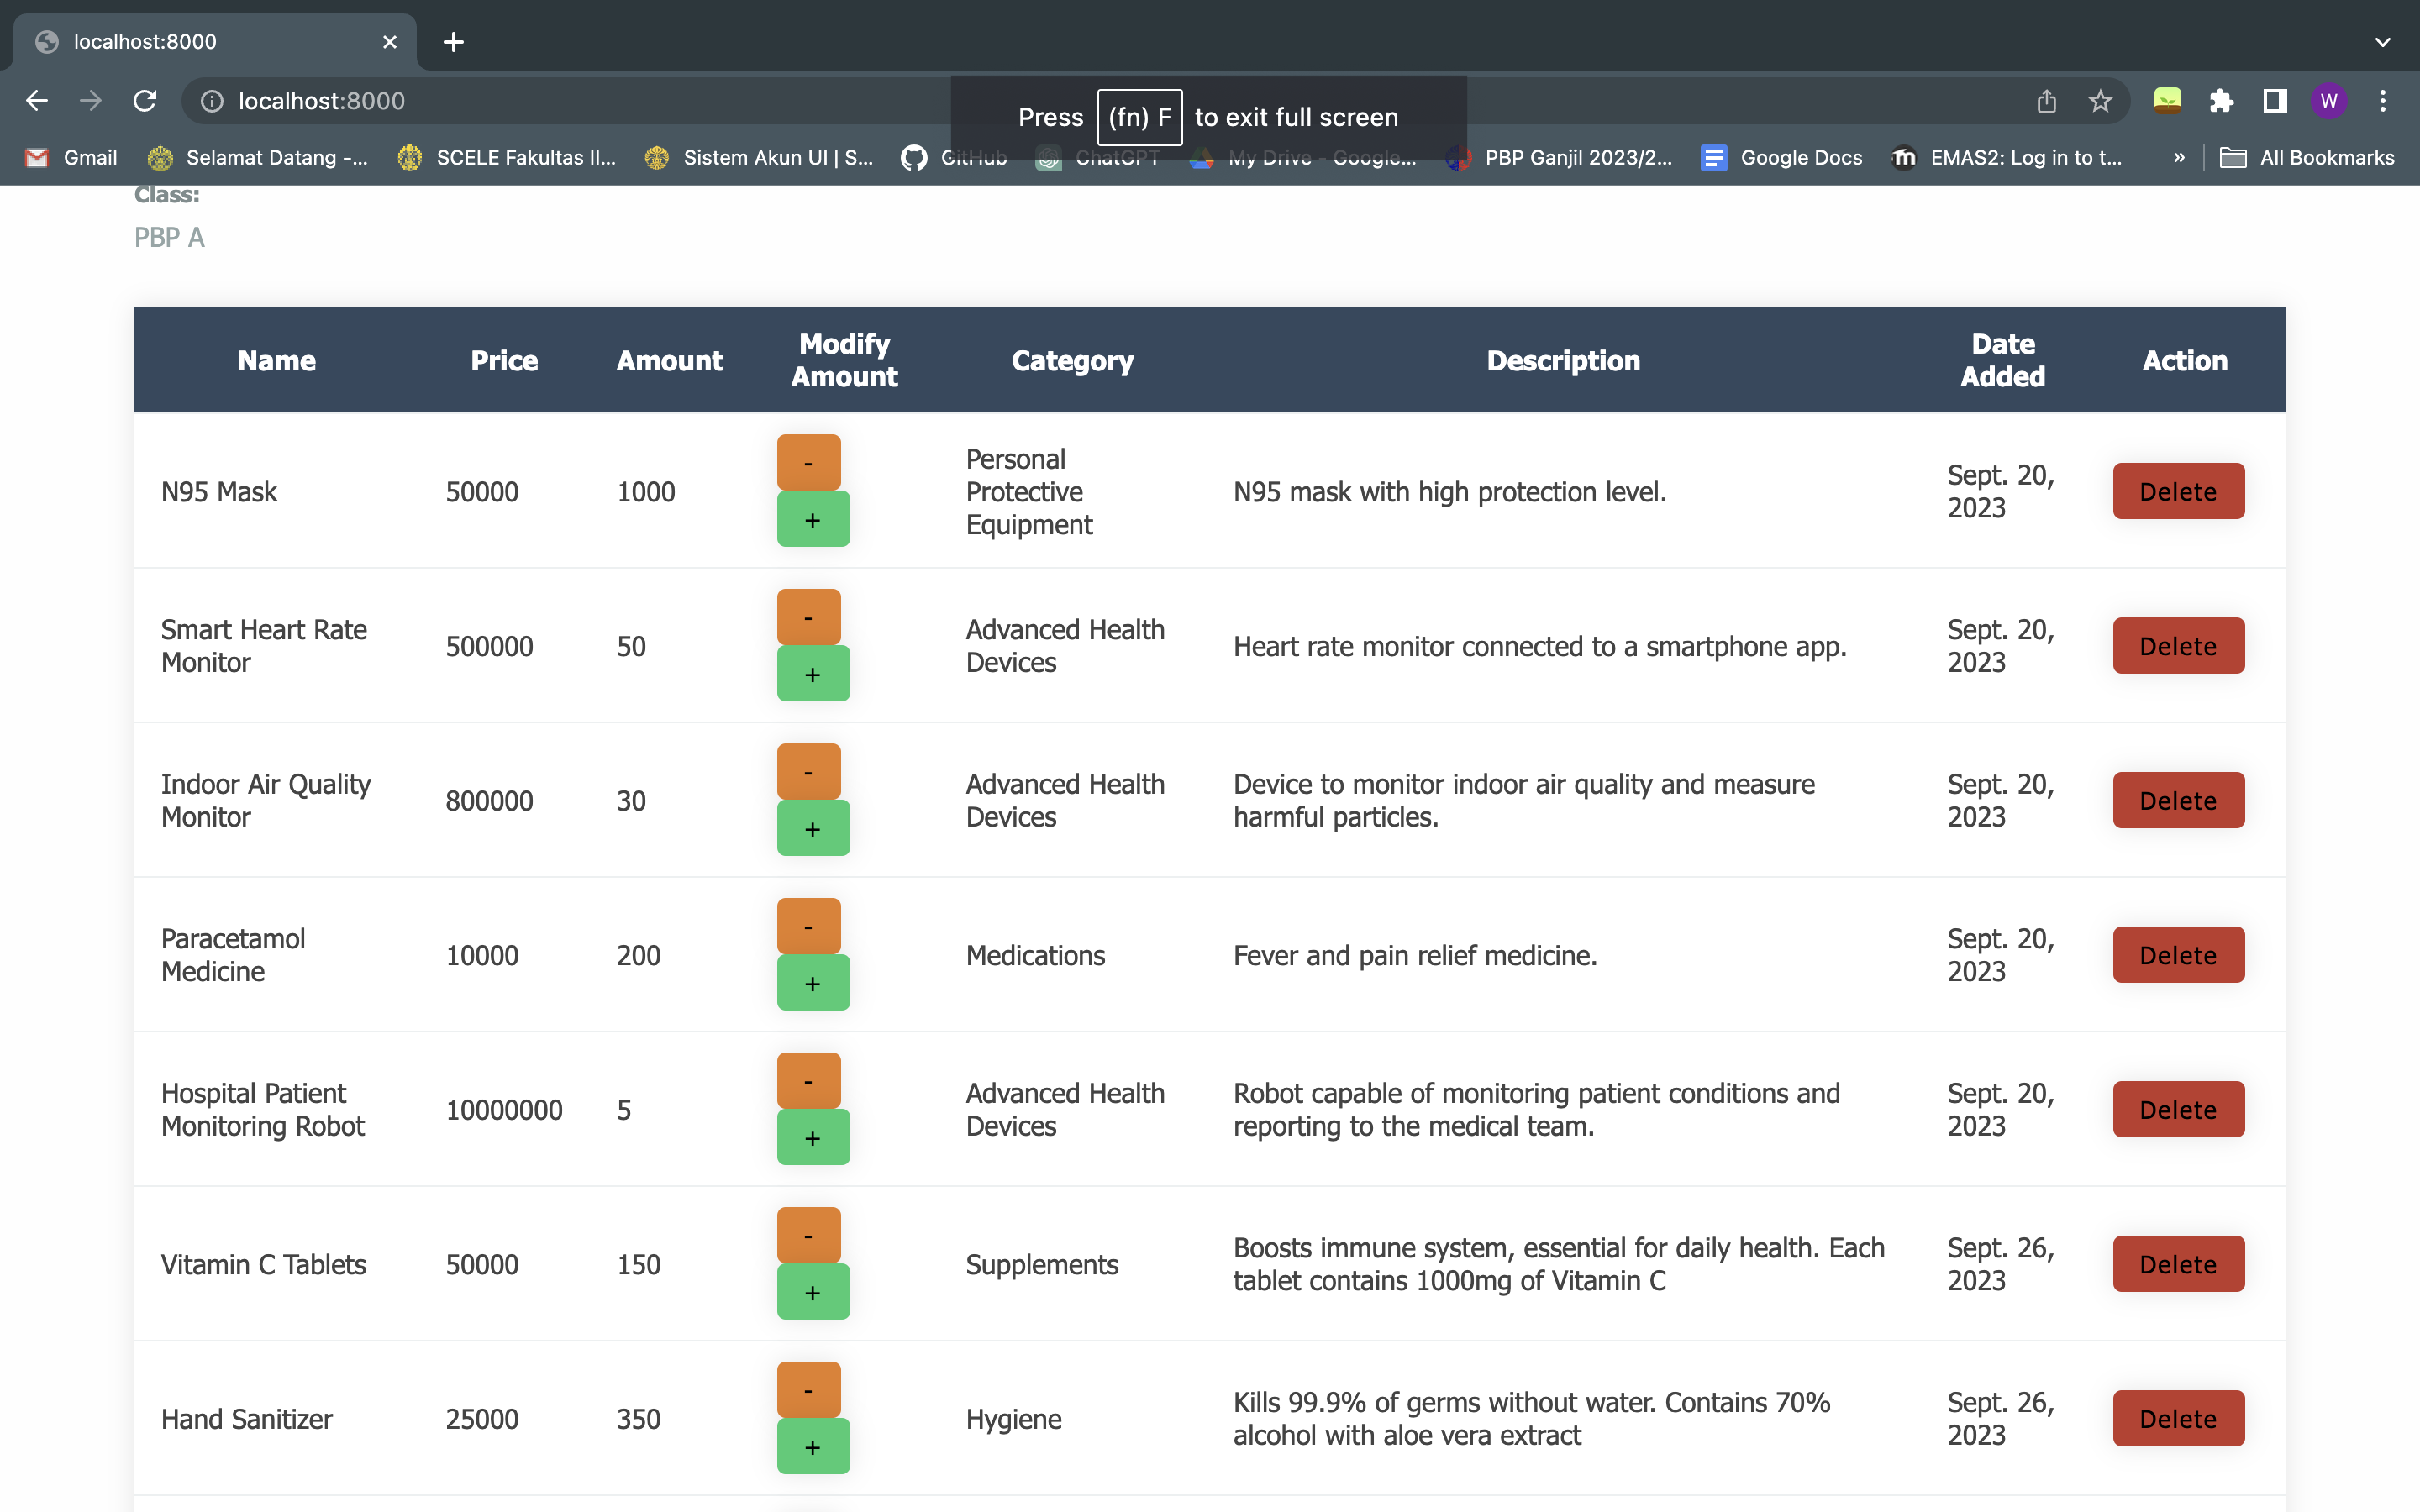 localhost:8000
localhost:8000
Press (fn) F to exit full screen
W
Gmail
Selamat Datang -...
SCELE Fakultas Il...
Sistem Akun UI | S...
GitHub
ChatGPT
My Drive - Google...
PBP Ganjil 2023/2...
Google Docs
EMAS2: Log in to t...
»
All Bookmarks
Class:
PBP A
Name Price Amount Modify Amount Category Description Date Added Action
N95 Mask 50000 1000 - + Personal Protective Equipment N95 mask with high protection level. Sept. 20, 2023 Delete
Smart Heart Rate Monitor 500000 50 - + Advanced Health Devices Heart rate monitor connected to a smartphone app. Sept. 20, 2023 Delete
Indoor Air Quality Monitor 800000 30 - + Advanced Health Devices Device to monitor indoor air quality and measure harmful particles. Sept. 20, 2023 Delete
Paracetamol Medicine 10000 200 - + Medications Fever and pain relief medicine. Sept. 20, 2023 Delete
Hospital Patient Monitoring Robot 10000000 5 - + Advanced Health Devices Robot capable of monitoring patient conditions and reporting to the medical team. Sept. 20, 2023 Delete
Vitamin C Tablets 50000 150 - + Supplements Boosts immune system, essential for daily health. Each tablet contains 1000mg of Vitamin C Sept. 26, 2023 Delete
Hand Sanitizer 25000 350 - + Hygiene Kills 99.9% of germs without water. Contains 70% alcohol with aloe vera extract Sept. 26, 2023 Delete